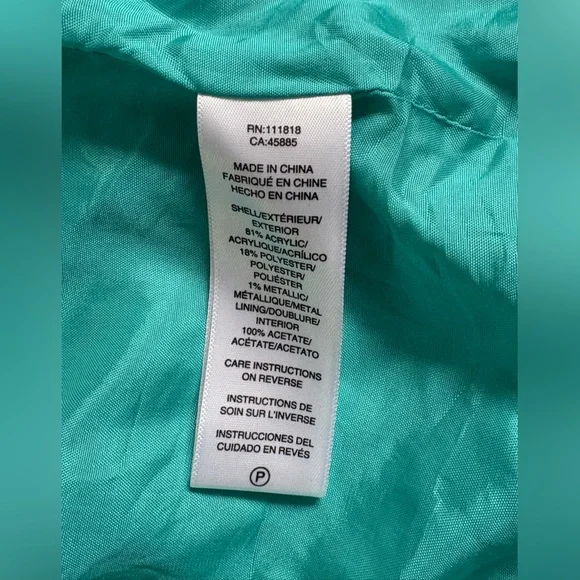 RN:111818
CA:45885
MADE IN CHINA
FABRIQUÉ EN CHINE
HECHO EN CHINA
SHELL/EXTÉRIEUR/
EXTERIOR
81% ACRYLIC/
ACRYLIQUE/ACRÍLICO
18% POLYESTER/
POLYESTER/
POLIÉSTER
1% METALLIC/
MÉTALLIQUE/METAL
LINING/DOUBLURE/
INTERIOR
100% ACETATE/
ACÉTATE/ACETATO
CARE INSTRUCTIONS
ON REVERSE
INSTRUCTIONS DE
SOIN SUR L'INVERSE
INSTRUCCIONES DEL
CUIDADO EN REVÉS
P